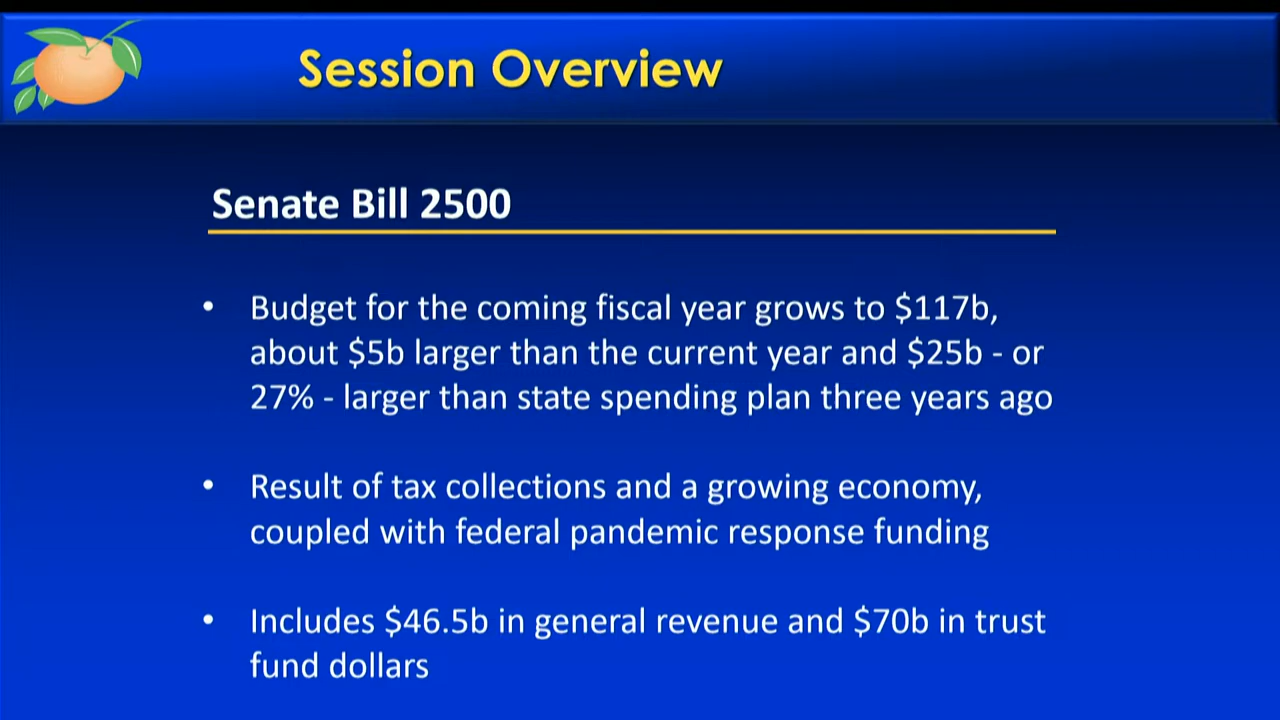 Session Overview
Senate Bill 2500
• Budget for the coming fiscal year grows to $117b,
about $5b larger than the current year and $25b - or
27% - larger than state spending plan three years ago
• Result of tax collections and a growing economy,
coupled with federal pandemic response funding
• Includes $46.5b in general revenue and $70b in trust
fund dollars